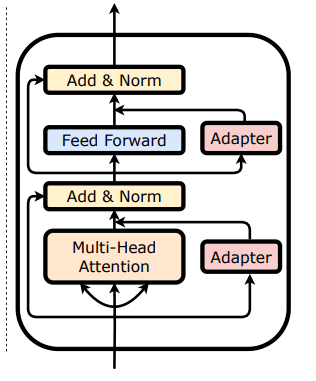 Add & Norm
Feed Forward
Adapter
Add & Norm
Multi-Head
Attention
Adapter